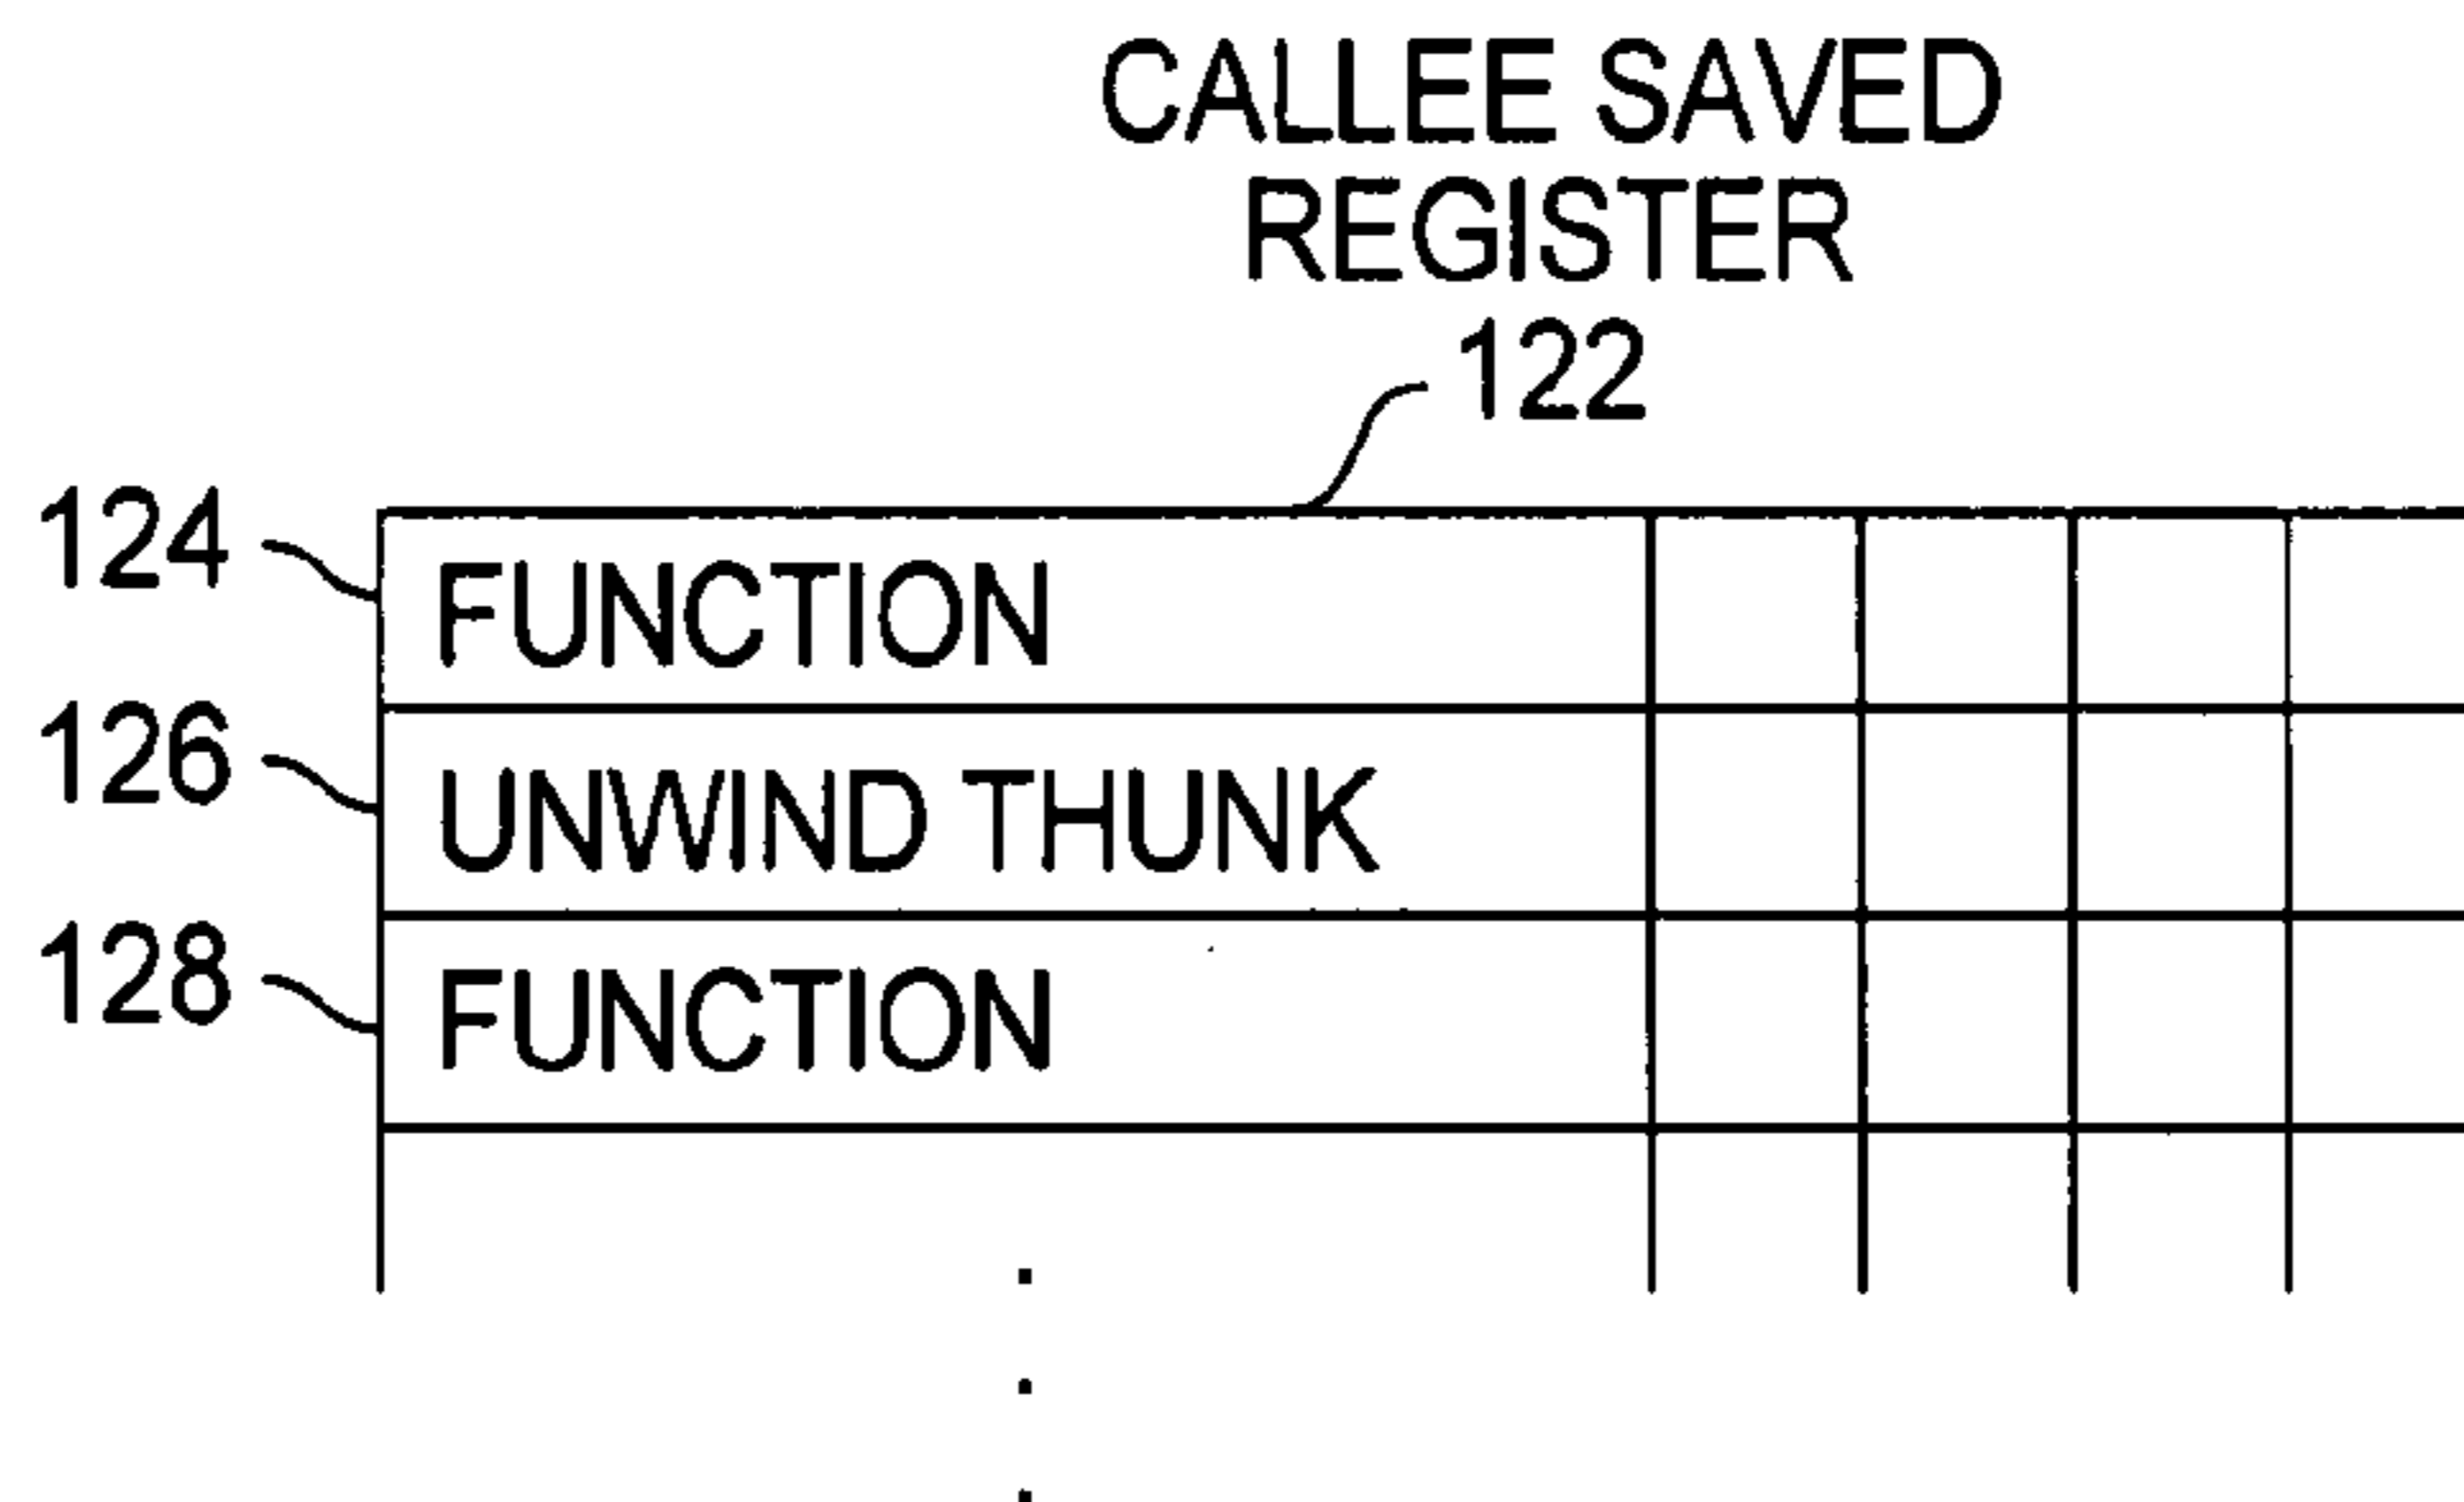 CALLEE SAVED
REGISTER
122
124 FUNCTION
126 UNWIND THUNK
128 FUNCTION